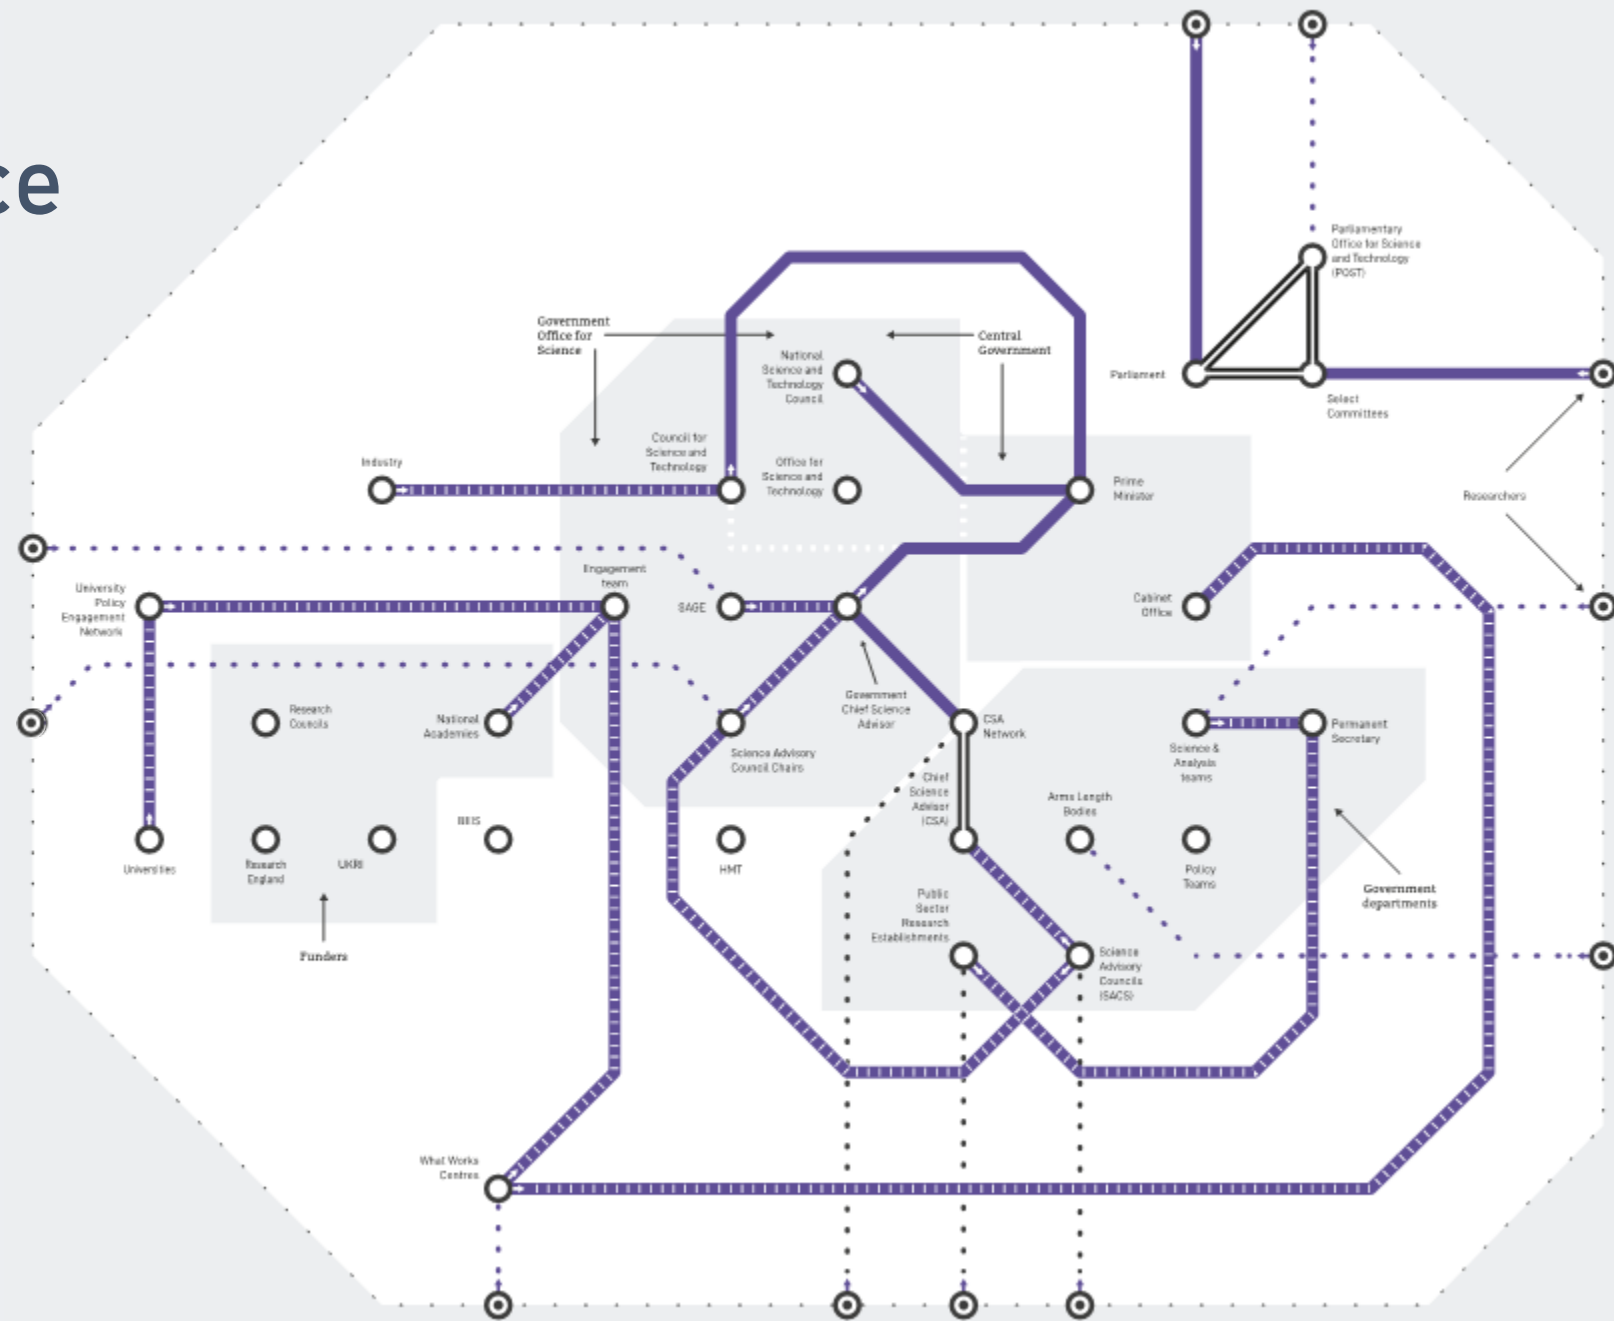 ce
Parliamentary
Office for Science
and Technology
(POST)
Government
Office for
Science
Central
Government
National
Science and
Technology
Council
Parliament
Select
Committees
Council for
Science and
Technology
Industry
Office for
Science and
Technology
Prime
Minister
Researchers
Engagement
team
University
Policy
Engagement
Network
SAGE
Cabinet
Office
Government
Chief Science
Advisor
Research
Councils
National
Academies
CSA
Network
Science Advisory
Council Chairs
Science &
Analysis
teams
Permanent
Secretary
Chief
Science
Advisor
(CSA)
Arms Length
Bodies
BEIS
Universities
Research
England
UKRI
HMT
Policy
Teams
Government
departments
Public
Sector
Research
Establishments
Funders
Science
Advisory
Councils
(SACS)
What Works
Centres